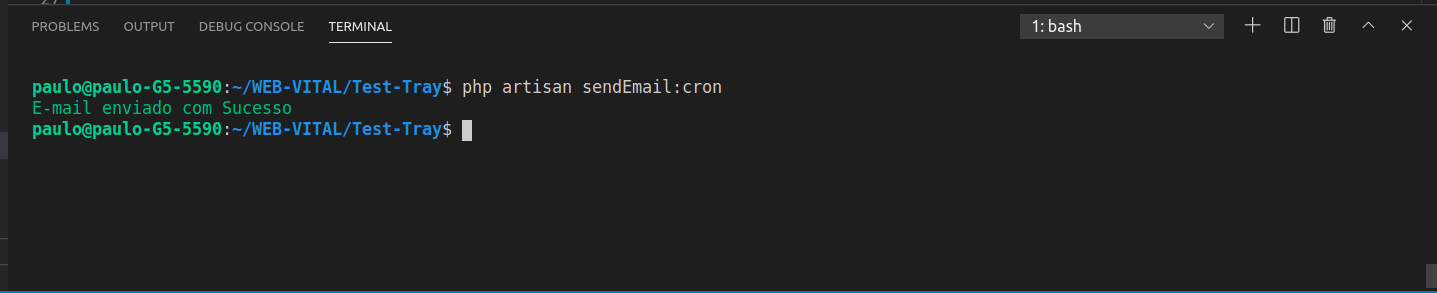 PROBLEMS OUTPUT DEBUG CONSOLE TERMINAL 1: bash
paulo@paulo-G5-5590:~/WEB-VITAL/Test-Tray$ php artisan sendEmail:cron
E-mail enviado com Sucesso
paulo@paulo-G5-5590:~/WEB-VITAL/Test-Tray$